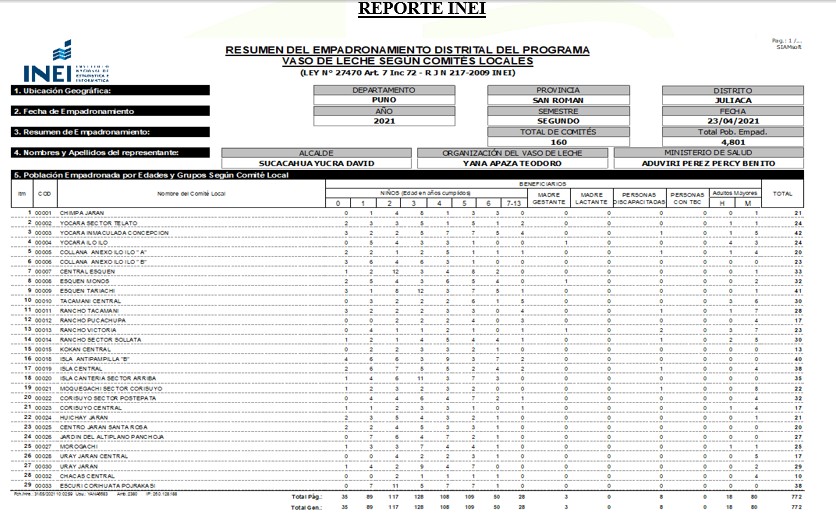 REPORTE INEI
Pag.: 1 /...
SIAMsoft
INEI
INSTITUTO NACIONAL DE ESTADISTICA E INFORMATICA
RESUMEN DEL EMPADRONAMIENTO DISTRITAL DEL PROGRAMA
VASO DE LECHE SEGÚN COMITÉS LOCALES
(LEY Nº 27470 Art. 7 Inc 72 - R J N 217-2009 INEI)
1. Ubicación Geográfica: DEPARTAMENTO PROVINCIA DISTRITO
PUNO SAN ROMAN JULIACA
2. Fecha de Empadronamiento AÑO SEMESTRE FECHA
2021 SEGUNDO 23/04/2021
3. Resumen de Empadronamiento: TOTAL DE COMITÉS Total Pob. Empad.
160 4,801
4. Nombres y Apellidos del representante: ALCALDE ORGANIZACIÓN DEL VASO DE LECHE MINISTERIO DE SALUD
SUCACAHUA YUCRA DAVID YANA APAZA TEODORO ADUVIRI PEREZ PERCY BENITO
5. Población Empadronada por Edades y Grupos Según Comité Local
BENEFICIARIOS
Itm COD Nombre del Comité Local NIÑOS (Edad en años cumplidos) MADRE GESTANTE MADRE LACTANTE PERSONAS DISCAPACITADAS PERSONAS CON TBC Adultos Mayores TOTAL
0 1 2 3 4 5 6 7-13 H M
1 00001 CHIMPA JARAN 0 1 4 8 1 3 3 0 0 0 0 0 0 1 21
2 00002 YOCARA SECTOR TELATO 2 3 3 5 1 5 1 2 0 0 0 0 1 1 24
3 00003 YOCARA INMACULADA CONCEPCION 3 2 2 5 7 7 5 4 0 0 1 0 1 5 42
4 00004 YOCARA ILO ILO 0 5 4 3 3 1 0 0 1 0 0 0 4 3 24
5 00005 COLLANA ANEXO ILO ILO "A" 2 2 1 2 5 1 1 1 0 0 1 0 1 4 20
6 00006 COLLANA ANEXO ILO ILO "B" 3 6 4 6 3 1 0 0 0 0 0 0 0 0 23
7 00007 CENTRAL ESQUEN 1 2 12 3 4 8 2 0 0 0 0 0 0 1 33
8 00008 ESQUEN MONOS 2 5 4 3 6 5 4 0 1 0 0 0 0 2 32
9 00009 ESQUEN TARIACHI 3 1 8 12 3 7 5 1 0 0 0 0 0 1 41
10 00010 TACAMANI CENTRAL 0 3 2 2 2 6 1 5 0 0 0 0 3 6 30
11 00011 RANCHO TACAMANI 3 2 2 2 3 3 0 4 0 0 1 0 1 7 28
12 00012 RANCHO PUCACHUPA 0 0 2 2 2 4 0 3 0 0 0 0 0 4 17
13 00013 RANCHO VICTORIA 0 4 1 1 2 1 0 1 1 0 2 0 3 7 23
14 00014 RANCHO SECTOR SOLLATA 1 2 1 4 5 4 4 1 0 0 1 0 2 5 30
15 00015 KOKAN CENTRAL 0 2 2 3 3 2 1 0 0 0 0 0 0 0 13
16 00018 ISLA ANTIPAMPILLA "B" 4 6 6 3 9 3 7 2 0 0 0 0 0 0 40
17 00019 ISLA CENTRAL 2 6 7 5 5 2 4 2 0 0 1 0 0 4 38
18 00020 ISLA CANTERIA SECTOR ARRIBA 1 4 6 11 3 7 3 0 0 0 0 0 0 0 35
19 00021 MOQUEGACHI SECTOR CORISUYO 1 2 3 2 3 2 0 0 0 0 1 0
20 00022 CORISUYO SECTOR POSTEPATA 0 4 4 6 4 7 2 1 0 0 0 0 1 3 32
21 00023 CORISUYO CENTRAL 1 1 2 3 3 1 0 1 0 0 0 0 1 4 17
22 00024 HUICHAY JARAN 2 3 5 4 3 2 1 0 0 0 0 0 0 1 21
23 00025 CENTRO JARAN SANTA ROSA 2 2 4 5 3 3 1 0 0 0 0 0 0 0 20
24 00026 JARDIN DEL ALTIPLANO PANCHOJA 0 7 6 4 7 2 1 0 0 0 0 0 0 0 27
25 00027 MOROGACHI 1 3 3 7 4 4 1 0 0 0 0 0 1 1 25
26 00028 URAY JARAN CENTRAL 0 0 4 2 2 3 1 0 0 0 0 0 1 4 17
27 00030 URAY JARAN 1 4 2 9 4 7 0 0 0 0 0 0 0 2 29
28 00032 CHACAS CENTRAL 0 0 2 1 1 1 1 0 0 0 0 0 0 4 10
29 00033 ESCURI CORIHUATA POJRAKASI 0 7 11 5 7 7 1 0 0 0 0 0 0 0 38
Total Pág.: 35 89 117 128 108 109 50 28 3 0 8 0 18 80 772
Total Gen.: 35 89 117 128 108 109 50 28 3 0 8 0 18 80 772